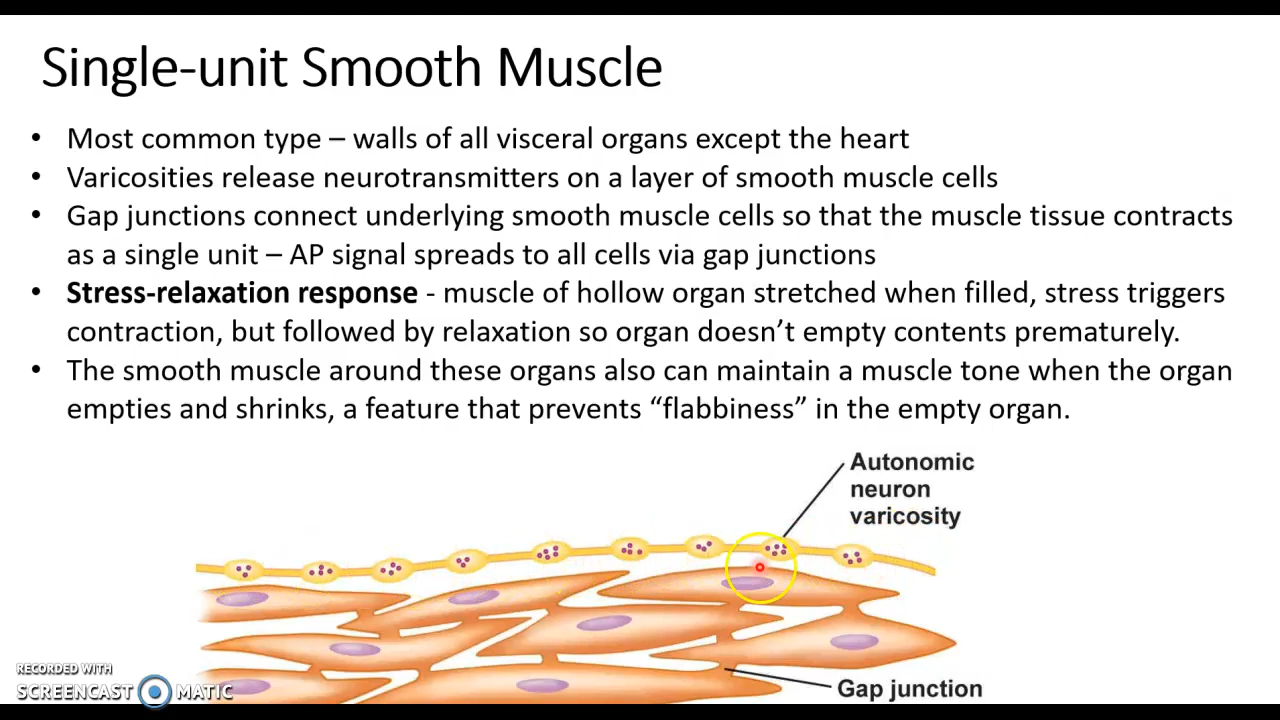 Single-unit Smooth Muscle
• Most common type – walls of all visceral organs except the heart
• Varicosities release neurotransmitters on a layer of smooth muscle cells
• Gap junctions connect underlying smooth muscle cells so that the muscle tissue contracts
as a single unit – AP signal spreads to all cells via gap junctions
• Stress-relaxation response - muscle of hollow organ stretched when filled, stress triggers
contraction, but followed by relaxation so organ doesn’t empty contents prematurely.
• The smooth muscle around these organs also can maintain a muscle tone when the organ
empties and shrinks, a feature that prevents “flabbiness” in the empty organ.
Autonomic
neuron
varicosity
Gap junction
RECORDED WITH
SCREENCAST MATIC